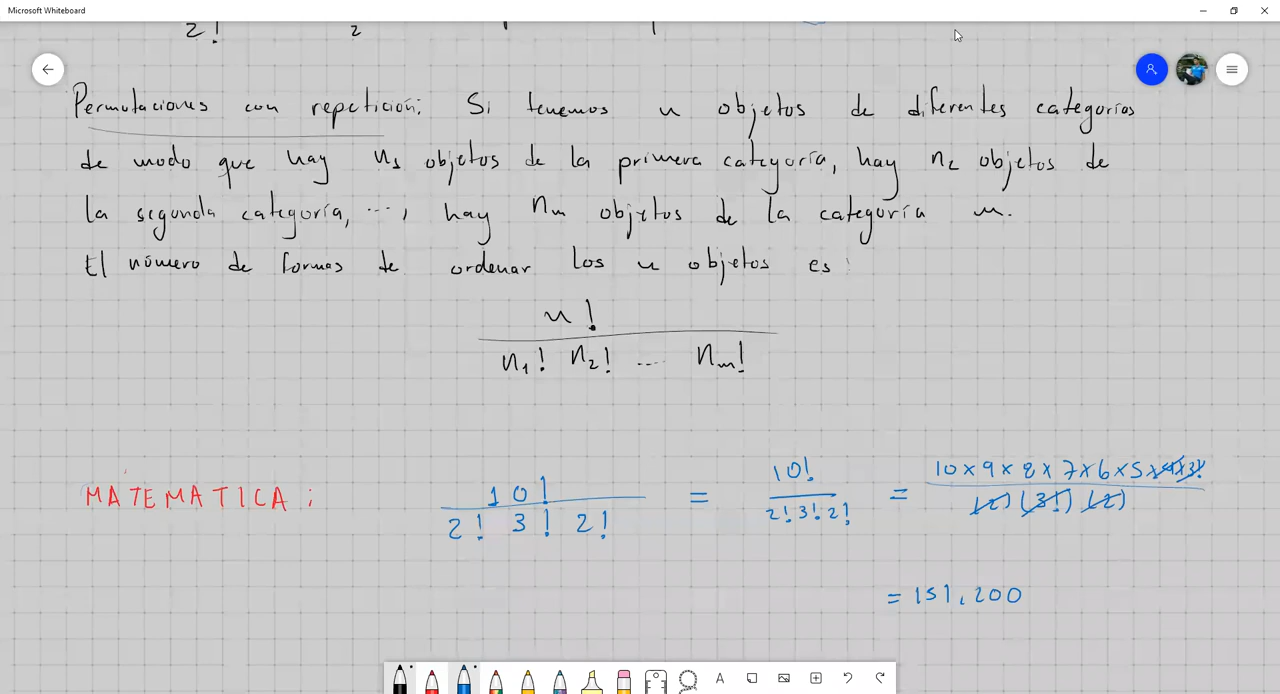 Microsoft Whiteboard
2! 2
Permutaciones con repetición: Si tenemos n objetos de diferentes categorías
de modo que hay n1 objetos de la primera categoría, hay n2 objetos de
la segunda categoría, ..., hay nm objetos de la categoría m.
El número de formas de ordenar los n objetos es:
n!
n1! n2! .... nm!
MATEMATICA: 10! / 2! 3! 2! = 10! / 2! 3! 2! = 10×9×8×7×6×5×4×3! / (2) (3!) (2)
= 151,200